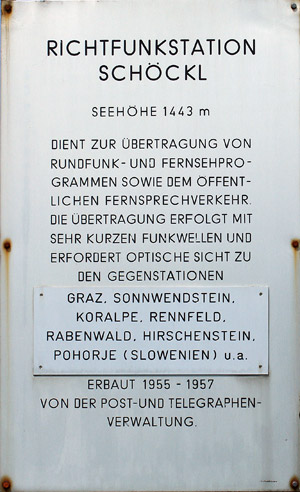 RICHTFUNKSTATION
SCHÖCKL
SEEHÖHE 1443 m
DIENT ZUR ÜBERTRAGUNG VON
RUNDFUNK- UND FERNSEHPRO-
GRAMMEN SOWIE DEM ÖFFENT-
LICHEN FERNSPRECHVERKEHR.
DIE ÜBERTRAGUNG ERFOLGT MIT
SEHR KURZEN FUNKWELLEN UND
ERFORDERT OPTISCHE SICHT ZU
DEN GEGENSTATIONEN
GRAZ, SONNWENDSTEIN,
KORALPE, RENNFELD,
RABENWALD, HIRSCHENSTEIN,
POHORJE (SLOWENIEN) u.a.
ERBAUT 1955 - 1957
VON DER POST- UND TELEGRAPHEN-
VERWALTUNG.